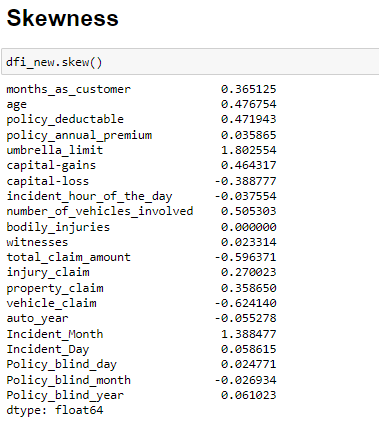 Skewness
dfi_new.skew()
months_as_customer 0.365125
age 0.476754
policy_deductable 0.471943
policy_annual_premium 0.035865
umbrella_limit 1.802554
capital-gains 0.464317
capital-loss -0.388777
incident_hour_of_the_day -0.037554
number_of_vehicles_involved 0.505303
bodily_injuries 0.000000
witnesses 0.023314
total_claim_amount -0.596371
injury_claim 0.270023
property_claim 0.358650
vehicle_claim -0.624140
auto_year -0.055278
Incident_Month 1.388477
Incident_Day 0.058615
Policy_blind_day 0.024771
Policy_blind_month -0.026934
Policy_blind_year 0.061023
dtype: float64